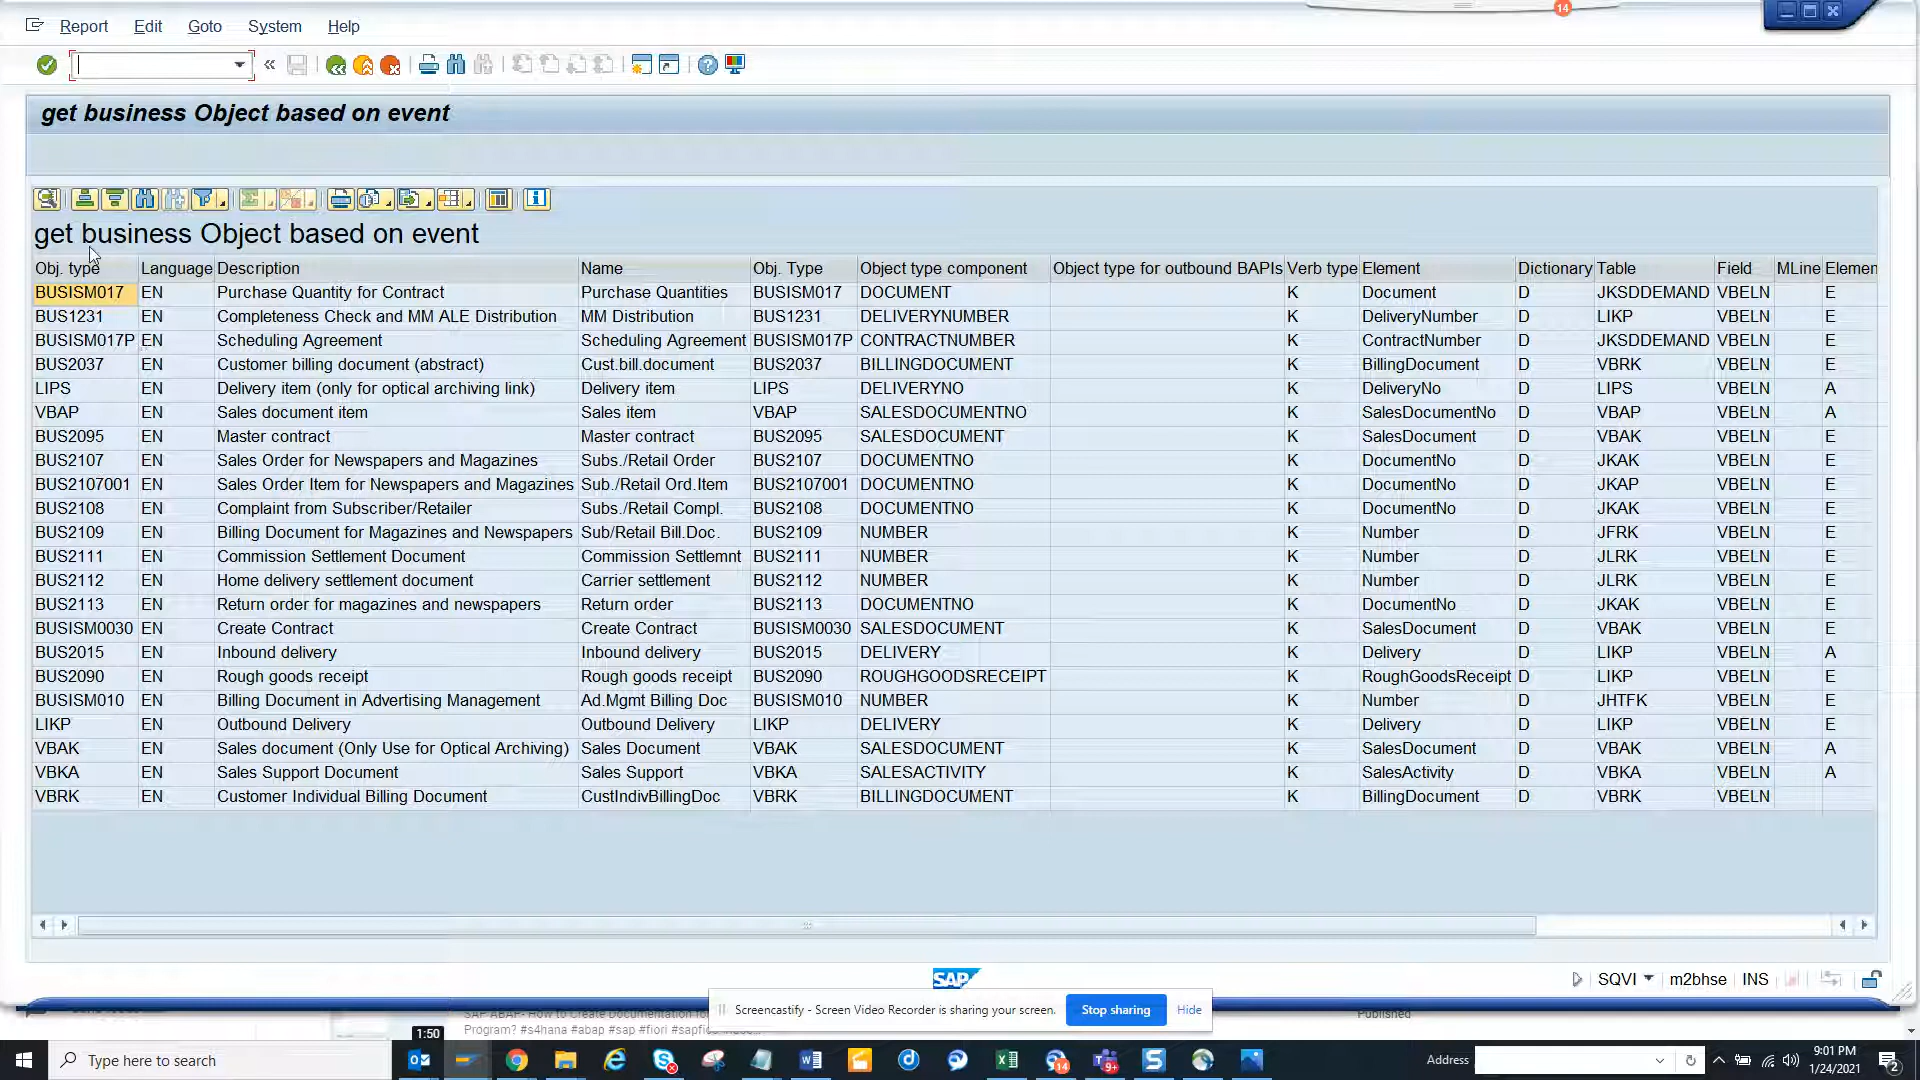 14
Report Edit Goto System Help
get business Object based on event
get business Object based on event
Obj. type Language Description Name Obj. Type Object type component Object type for outbound BAPIs Verb type Element Dictionary Table Field MLine Elemen
BUSISM017 EN Purchase Quantity for Contract Purchase Quantities BUSISM017 DOCUMENT K Document D JKSDDEMAND VBELN E
BUS1231 EN Completeness Check and MM ALE Distribution MM Distribution BUS1231 DELIVERYNUMBER K DeliveryNumber D LIKP VBELN E
BUSISM017P EN Scheduling Agreement Scheduling Agreement BUSISM017P CONTRACTNUMBER K ContractNumber D JKSDDEMAND VBELN E
BUS2037 EN Customer billing document (abstract) Cust.bill.document BUS2037 BILLINGDOCUMENT K BillingDocument D VBRK VBELN E
LIPS EN Delivery item (only for optical archiving link) Delivery item LIPS DELIVERYNO K DeliveryNo D LIPS VBELN A
VBAP EN Sales document item Sales item VBAP SALESDOCUMENTNO K SalesDocumentNo D VBAP VBELN A
BUS2095 EN Master contract Master contract BUS2095 SALESDOCUMENT K SalesDocument D VBAK VBELN E
BUS2107 EN Sales Order for Newspapers and Magazines Subs./Retail Order BUS2107 DOCUMENTNO K DocumentNo D JKAK VBELN E
BUS2107001 EN Sales Order Item for Newspapers and Magazines Sub./Retail Ord.Item BUS2107001 DOCUMENTNO K DocumentNo D JKAP VBELN E
BUS2108 EN Complaint from Subscriber/Retailer Subs./Retail Compl. BUS2108 DOCUMENTNO K DocumentNo D JKAK VBELN E
BUS2109 EN Billing Document for Magazines and Newspapers Sub/Retail Bill.Doc. BUS2109 NUMBER K Number D JFRK VBELN E
BUS2111 EN Commission Settlement Document Commission Settlemnt BUS2111 NUMBER K Number D JLRK VBELN E
BUS2112 EN Home delivery settlement document Carrier settlement BUS2112 NUMBER K Number D JLRK VBELN E
BUS2113 EN Return order for magazines and newspapers Return order BUS2113 DOCUMENTNO K DocumentNo D JKAK VBELN E
BUSISM0030 EN Create Contract Create Contract BUSISM0030 SALESDOCUMENT K SalesDocument D VBAK VBELN E
BUS2015 EN Inbound delivery Inbound delivery BUS2015 DELIVERY K Delivery D LIKP VBELN A
BUS2090 EN Rough goods receipt Rough goods receipt BUS2090 ROUGHGOODSRECEIPT K RoughGoodsReceipt D LIKP VBELN E
BUSISM010 EN Billing Document in Advertising Management Ad.Mgmt Billing Doc BUSISM010 NUMBER K Number D JHTFK VBELN E
LIKP EN Outbound Delivery Outbound Delivery LIKP DELIVERY K Delivery D LIKP VBELN E
VBAK EN Sales document (Only Use for Optical Archiving) Sales Document VBAK SALESDOCUMENT K SalesDocument D VBAK VBELN A
VBKA EN Sales Support Document Sales Support VBKA SALESACTIVITY K SalesActivity D VBKA VBELN A
VBRK EN Customer Individual Billing Document CustIndivBillingDoc VBRK BILLINGDOCUMENT K BillingDocument D VBRK VBELN
SAP
SQVI m2bhse INS
Screencastify - Screen Video Recorder is sharing your screen. Stop sharing Hide
SAP ABAP- How to Create Documentation for
Published
Program? #s4hana #abap #sap #fiori
1:50
Type here to search
14
9+
Address
9:01 PM
1/24/2021
2